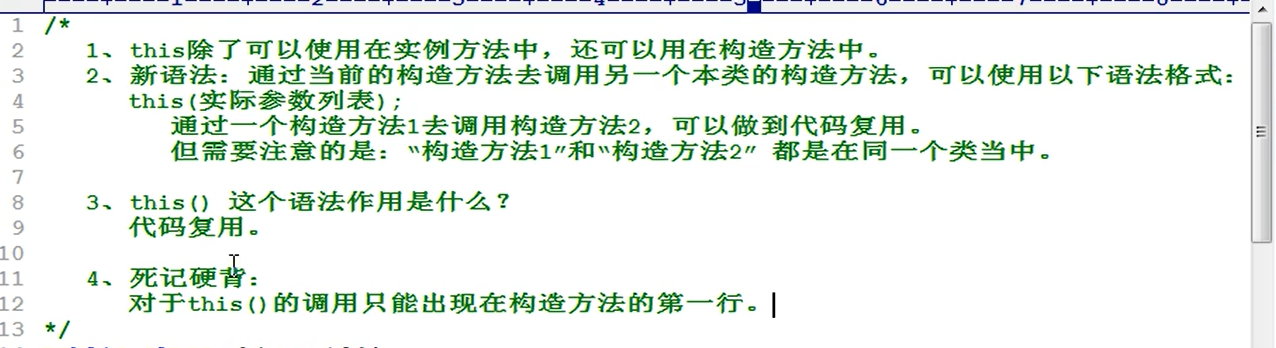 1 /*
2 1、this除了可以使用在实例方法中，还可以用在构造方法中。
3 2、新语法：通过当前的构造方法去调用另一个本类的构造方法，可以使用以下语法格式：
4 this(实际参数列表);
5 通过一个构造方法1去调用构造方法2，可以做到代码复用。
6 但需要注意的是：“构造方法1”和“构造方法2” 都是在同一个类当中。
7
8 3、this() 这个语法作用是什么？
9 代码复用。
10
11 4、死记硬背：
12 对于this()的调用只能出现在构造方法的第一行。
13 */